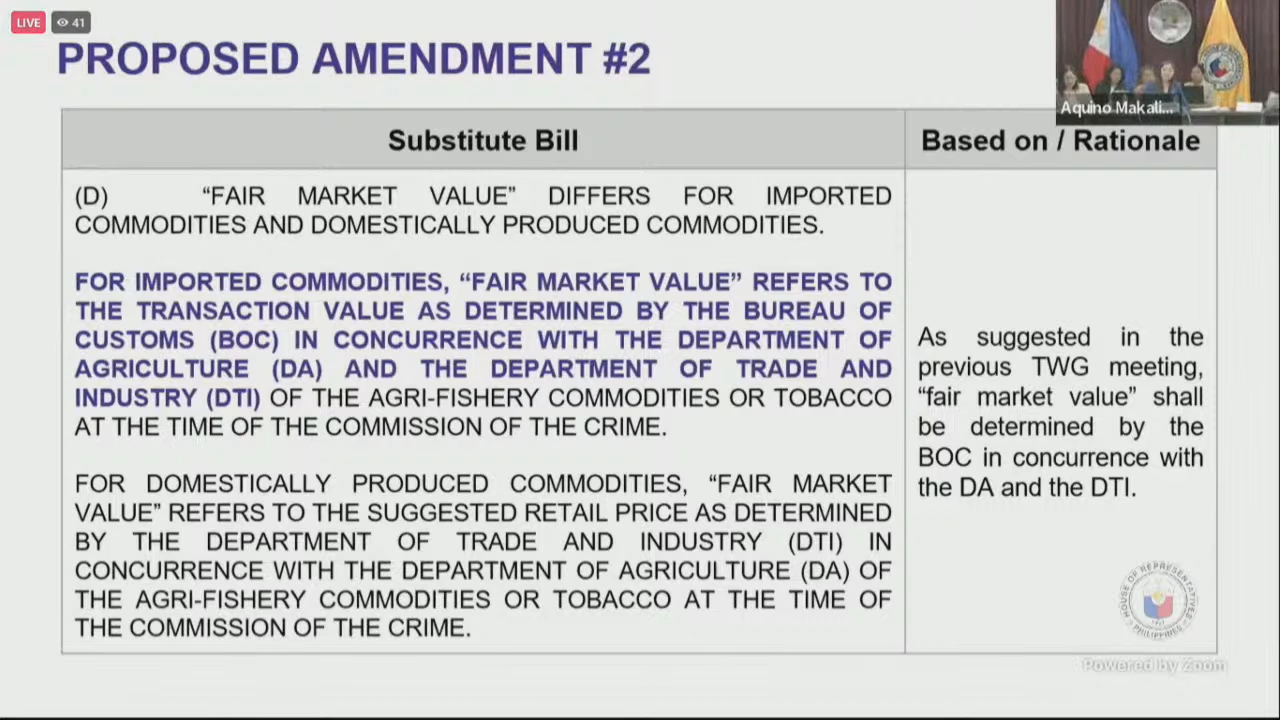 LIVE
41
PROPOSED AMENDMENT #2
Aquino Makali...
Substitute Bill
Based on / Rationale
(D) “FAIR MARKET VALUE” DIFFERS FOR IMPORTED
COMMODITIES AND DOMESTICALLY PRODUCED COMMODITIES.
FOR IMPORTED COMMODITIES, “FAIR MARKET VALUE” REFERS TO
THE TRANSACTION VALUE AS DETERMINED BY THE BUREAU OF
CUSTOMS (BOC) IN CONCURRENCE WITH THE DEPARTMENT OF
AGRICULTURE (DA) AND THE DEPARTMENT OF TRADE AND
INDUSTRY (DTI) OF THE AGRI-FISHERY COMMODITIES OR TOBACCO
AT THE TIME OF THE COMMISSION OF THE CRIME.
FOR DOMESTICALLY PRODUCED COMMODITIES, “FAIR MARKET
VALUE” REFERS TO THE SUGGESTED RETAIL PRICE AS DETERMINED
BY THE DEPARTMENT OF TRADE AND INDUSTRY (DTI) IN
CONCURRENCE WITH THE DEPARTMENT OF AGRICULTURE (DA) OF
THE AGRI-FISHERY COMMODITIES OR TOBACCO AT THE TIME OF
THE COMMISSION OF THE CRIME.
As suggested in the
previous TWG meeting,
“fair market value” shall
be determined by the
BOC in concurrence with
the DA and the DTI.
HOUSE OF REPRESENTATIVES
PHILIPPINES
Powered by Zoom